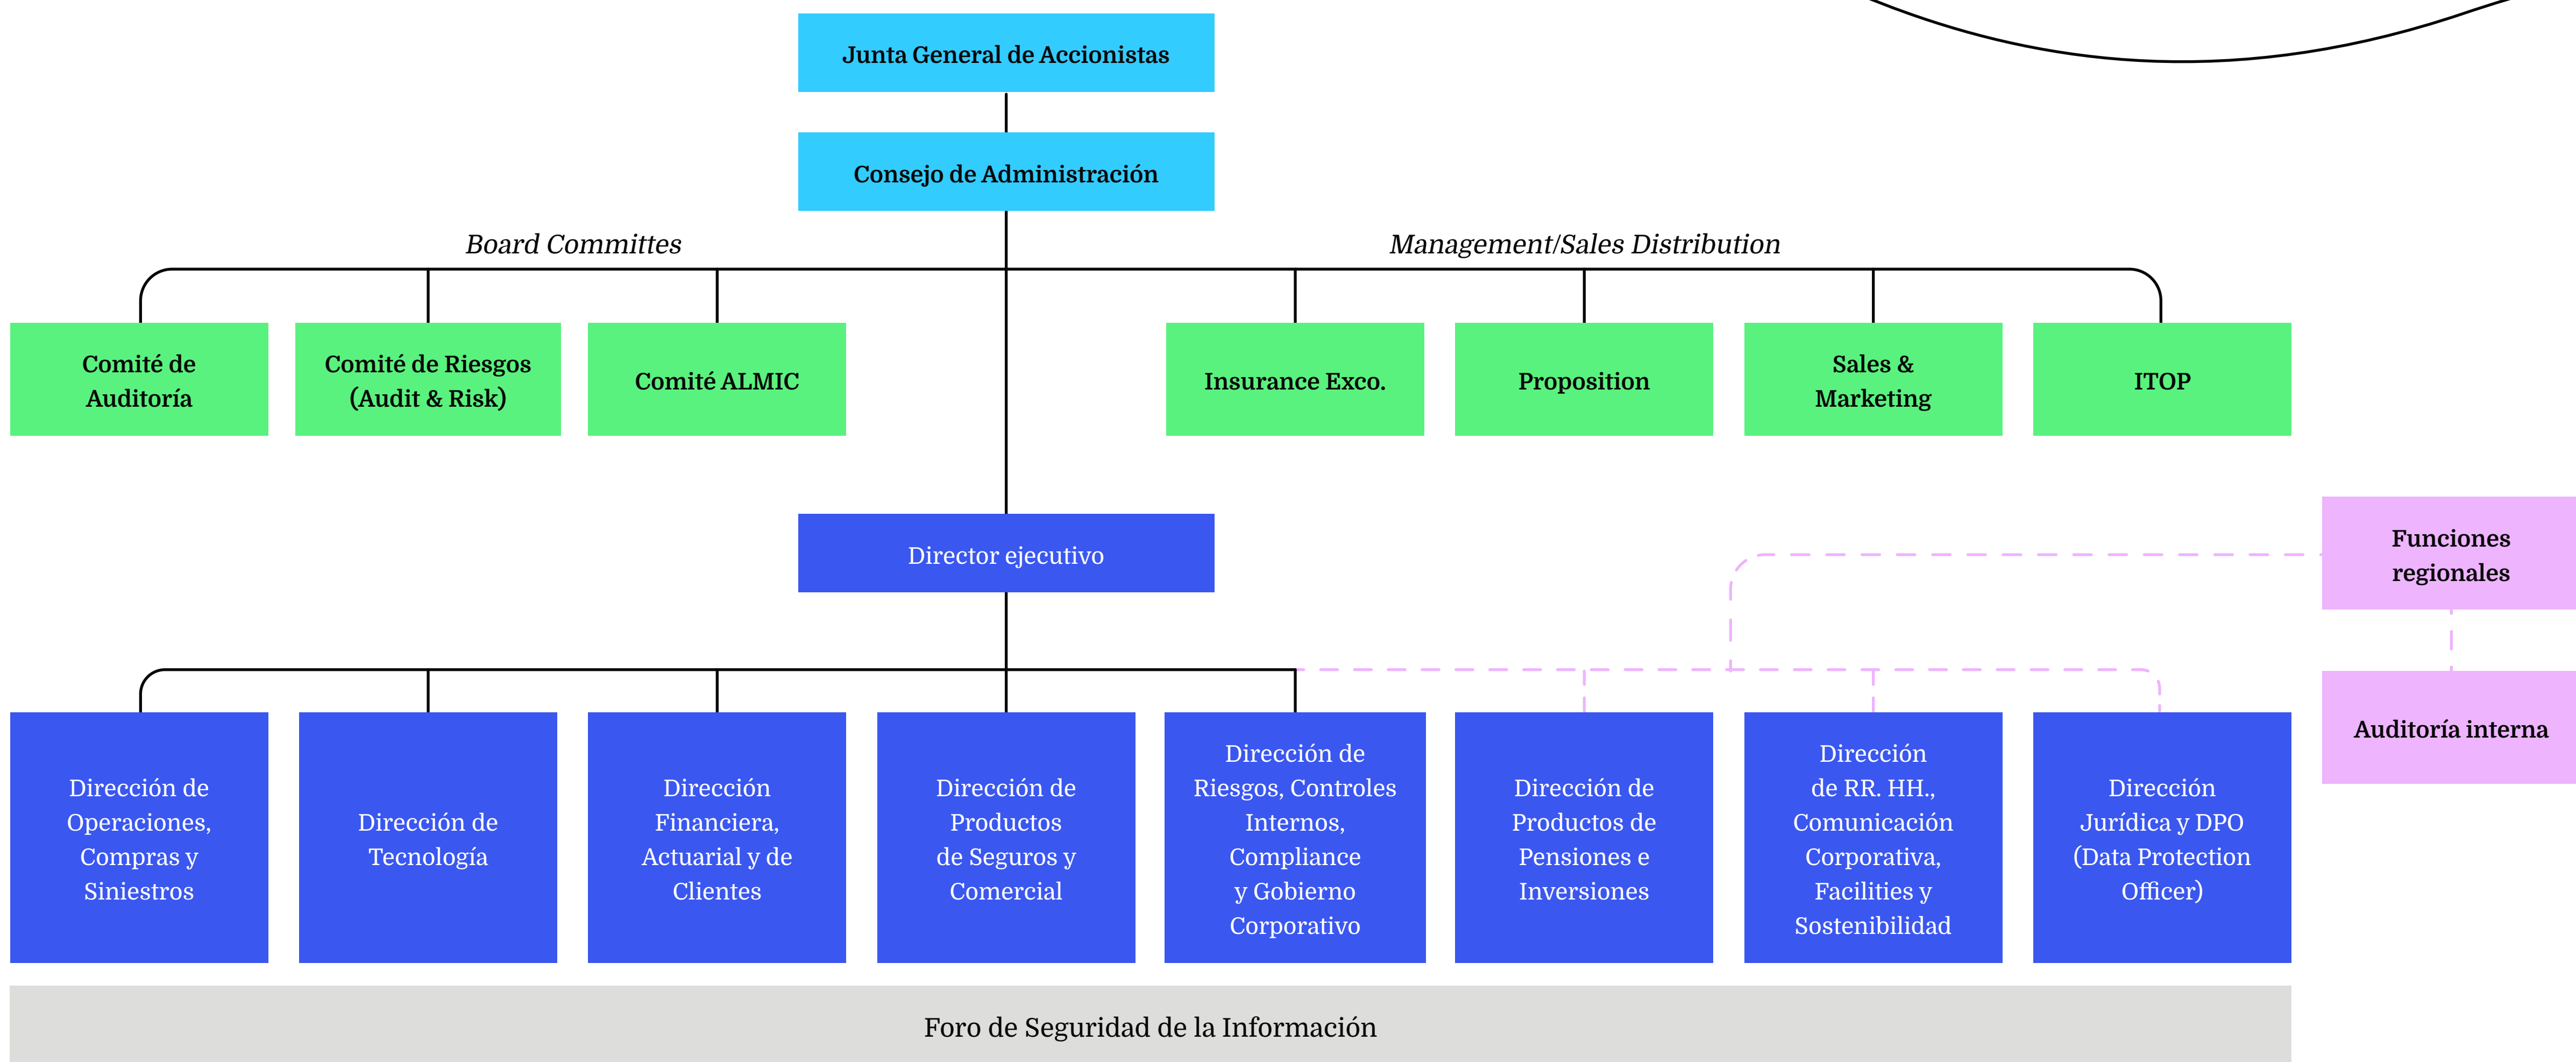 Junta General de Accionistas
Consejo de Administración
Board Committes
Management/Sales Distribution
Comité de
Auditoría
Comité de Riesgos
(Audit & Risk)
Comité ALMIC
Insurance Exco.
Proposition
Sales &
Marketing
ITOP
Director ejecutivo
Funciones
regionales
Auditoría interna
Dirección de
Operaciones,
Compras y
Siniestros
Dirección de
Tecnología
Dirección
Financiera,
Actuarial y de
Clientes
Dirección de
Productos
de Seguros y
Comercial
Dirección de
Riesgos, Controles
Internos,
Compliance
y Gobierno
Corporativo
Dirección de
Productos de
Pensiones e
Inversiones
Dirección
de RR. HH.,
Comunicación
Corporativa,
Facilities y
Sostenibilidad
Dirección
Jurídica y DPO
(Data Protection
Officer)
Foro de Seguridad de la Información